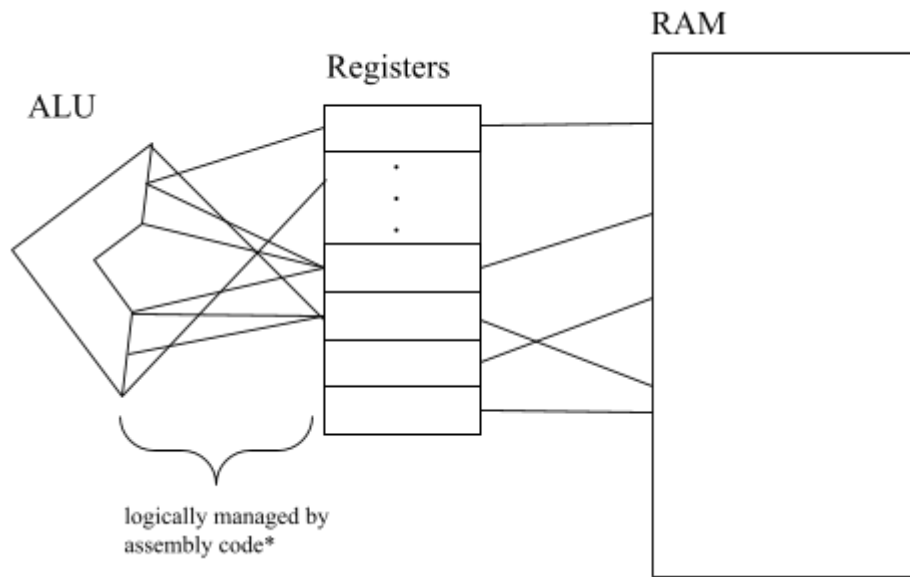 RAM
Registers
ALU
logically managed by
assembly code*